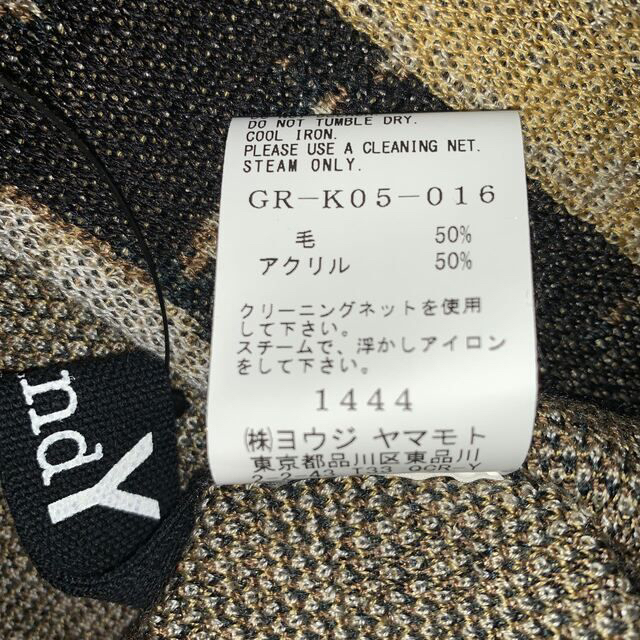 DO NOT TUMBLE DRY.
COOL IRON.
PLEASE USE A CLEANING NET.
STEAM ONLY.
GR-K05-016
毛 50%
アクリル 50%
クリーニングネットを使用
して下さい。
スチームで、浮かしアイロン
をして下さい。
1444
㈱ヨウジ ヤマモト
東京都品川区東品川
nd Y